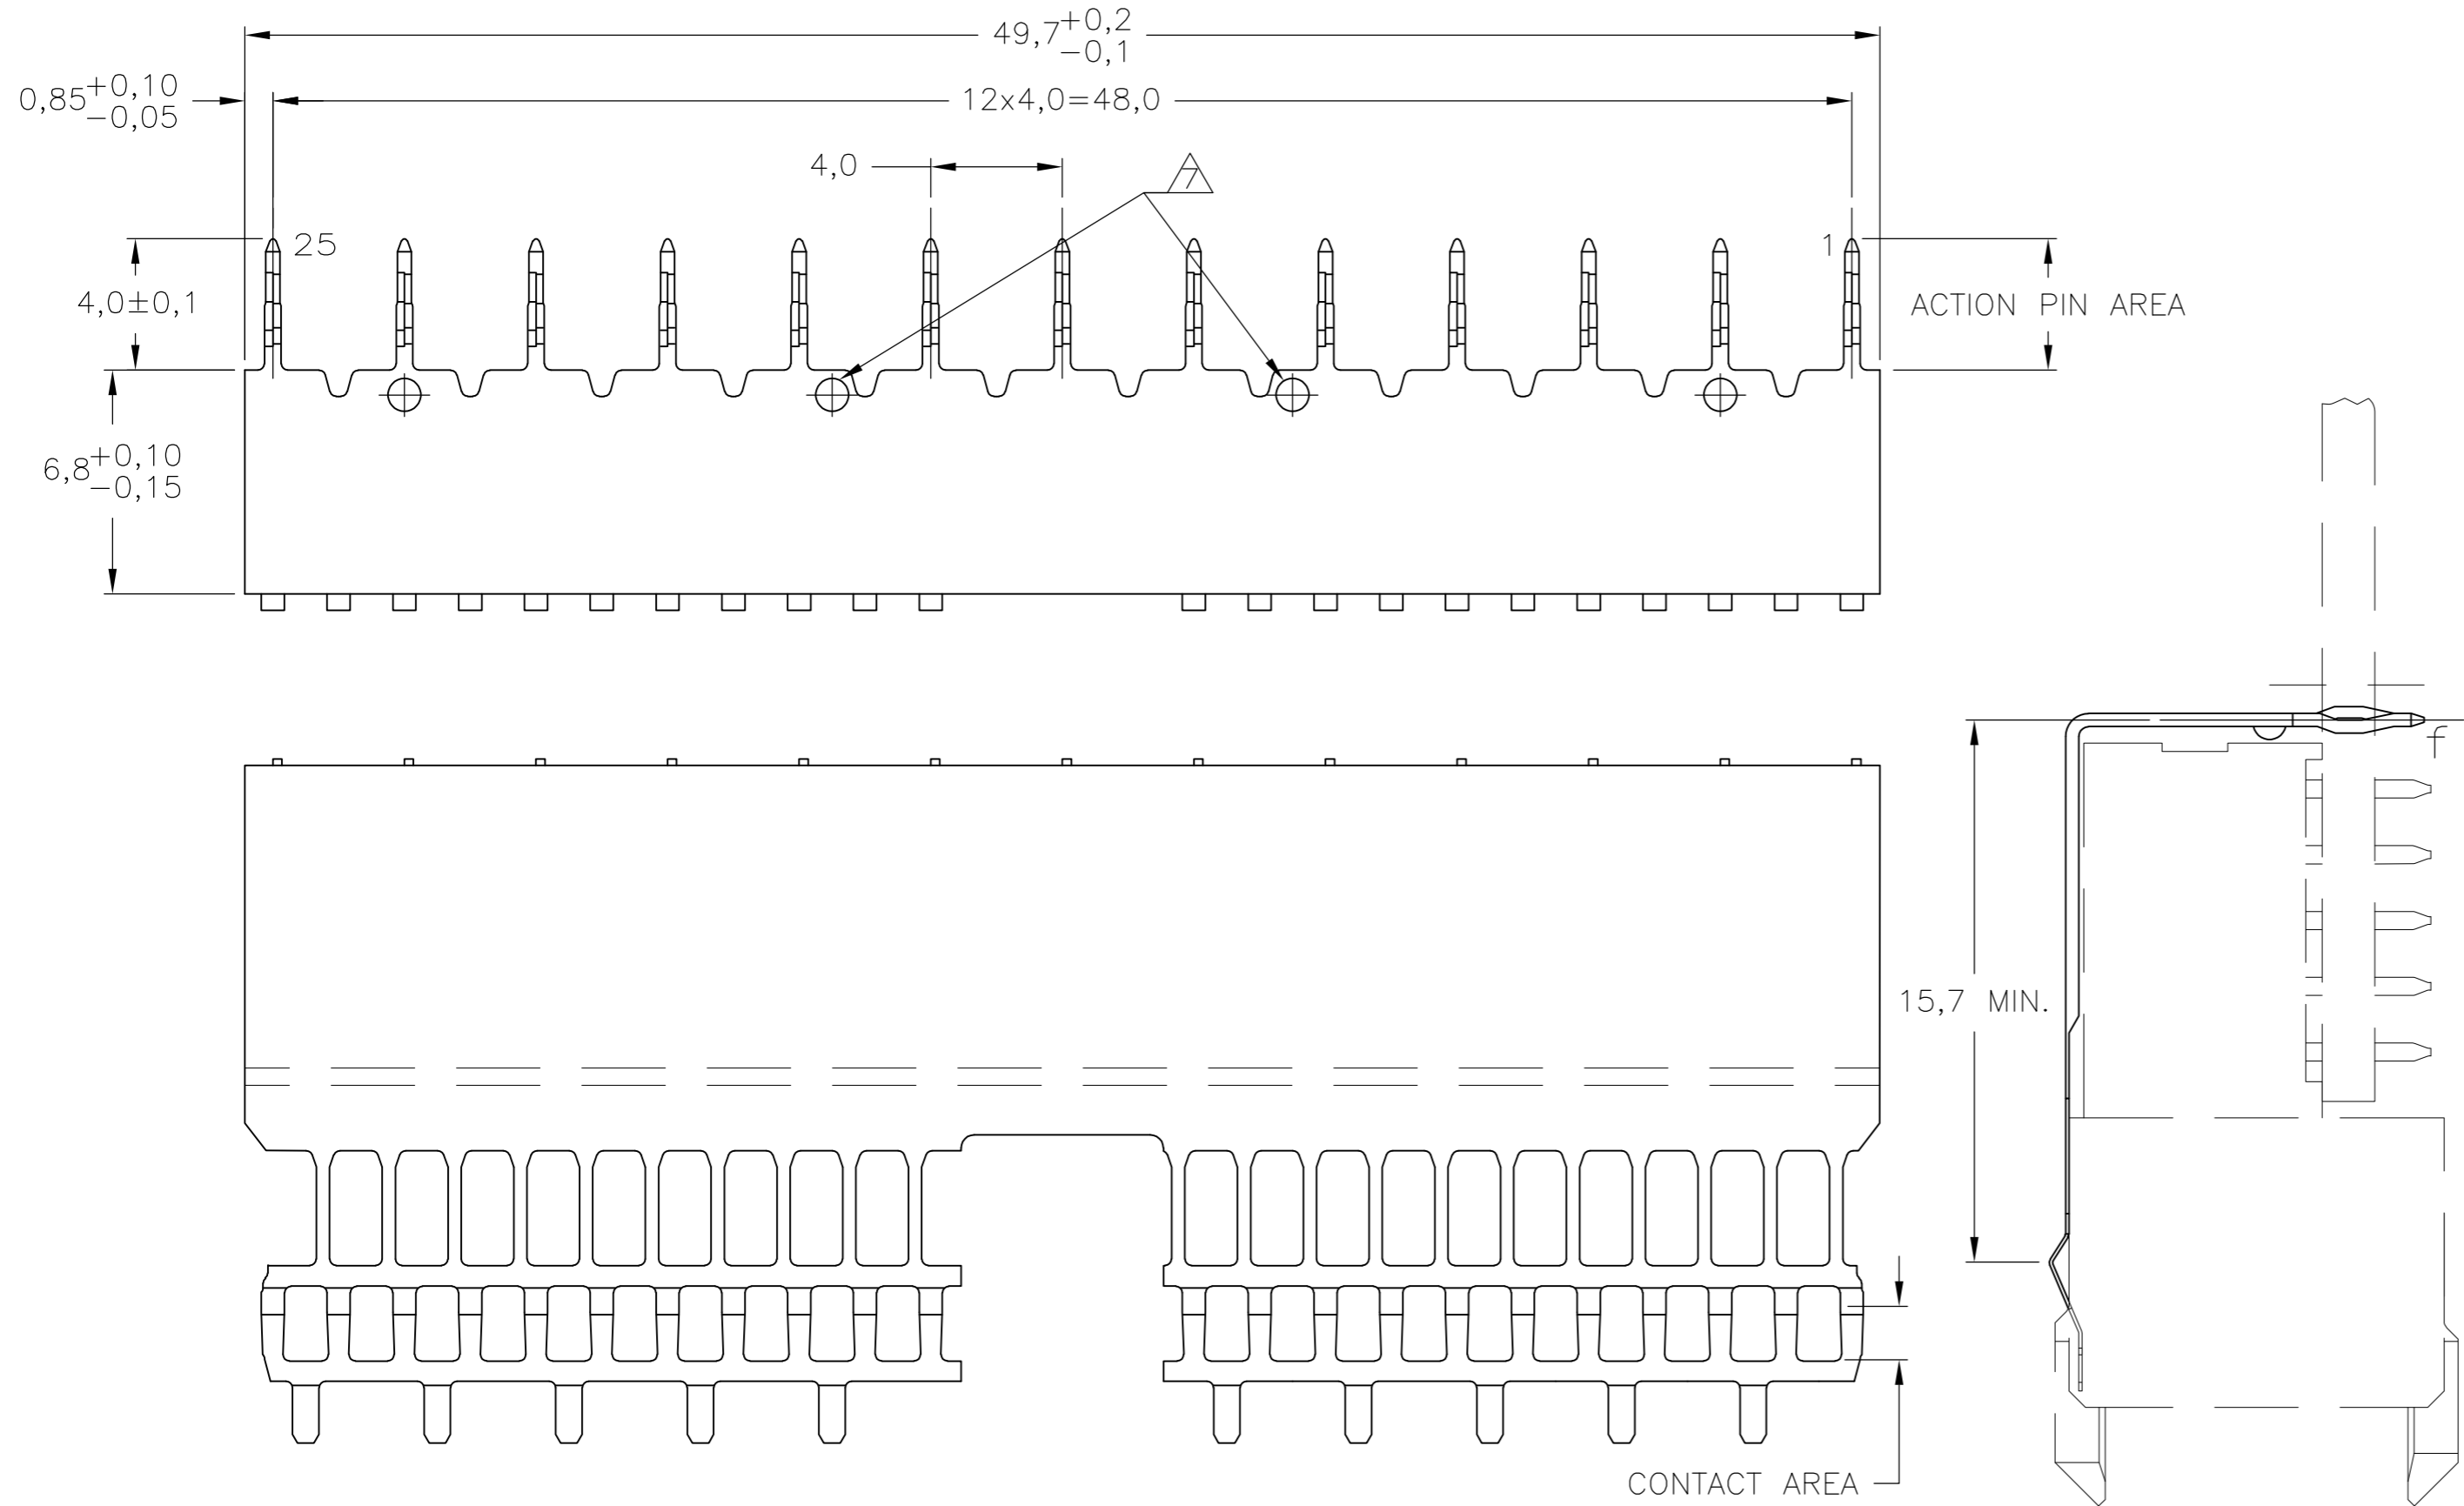 49,7+0,2
-0,1
0,85+0,10
-0,05
12x4,0=48,0
4,0
7
25
1
4,0±0,1
ACTION PIN AREA
6,8+0,10
-0,15
f
15,7 MIN.
CONTACT AREA